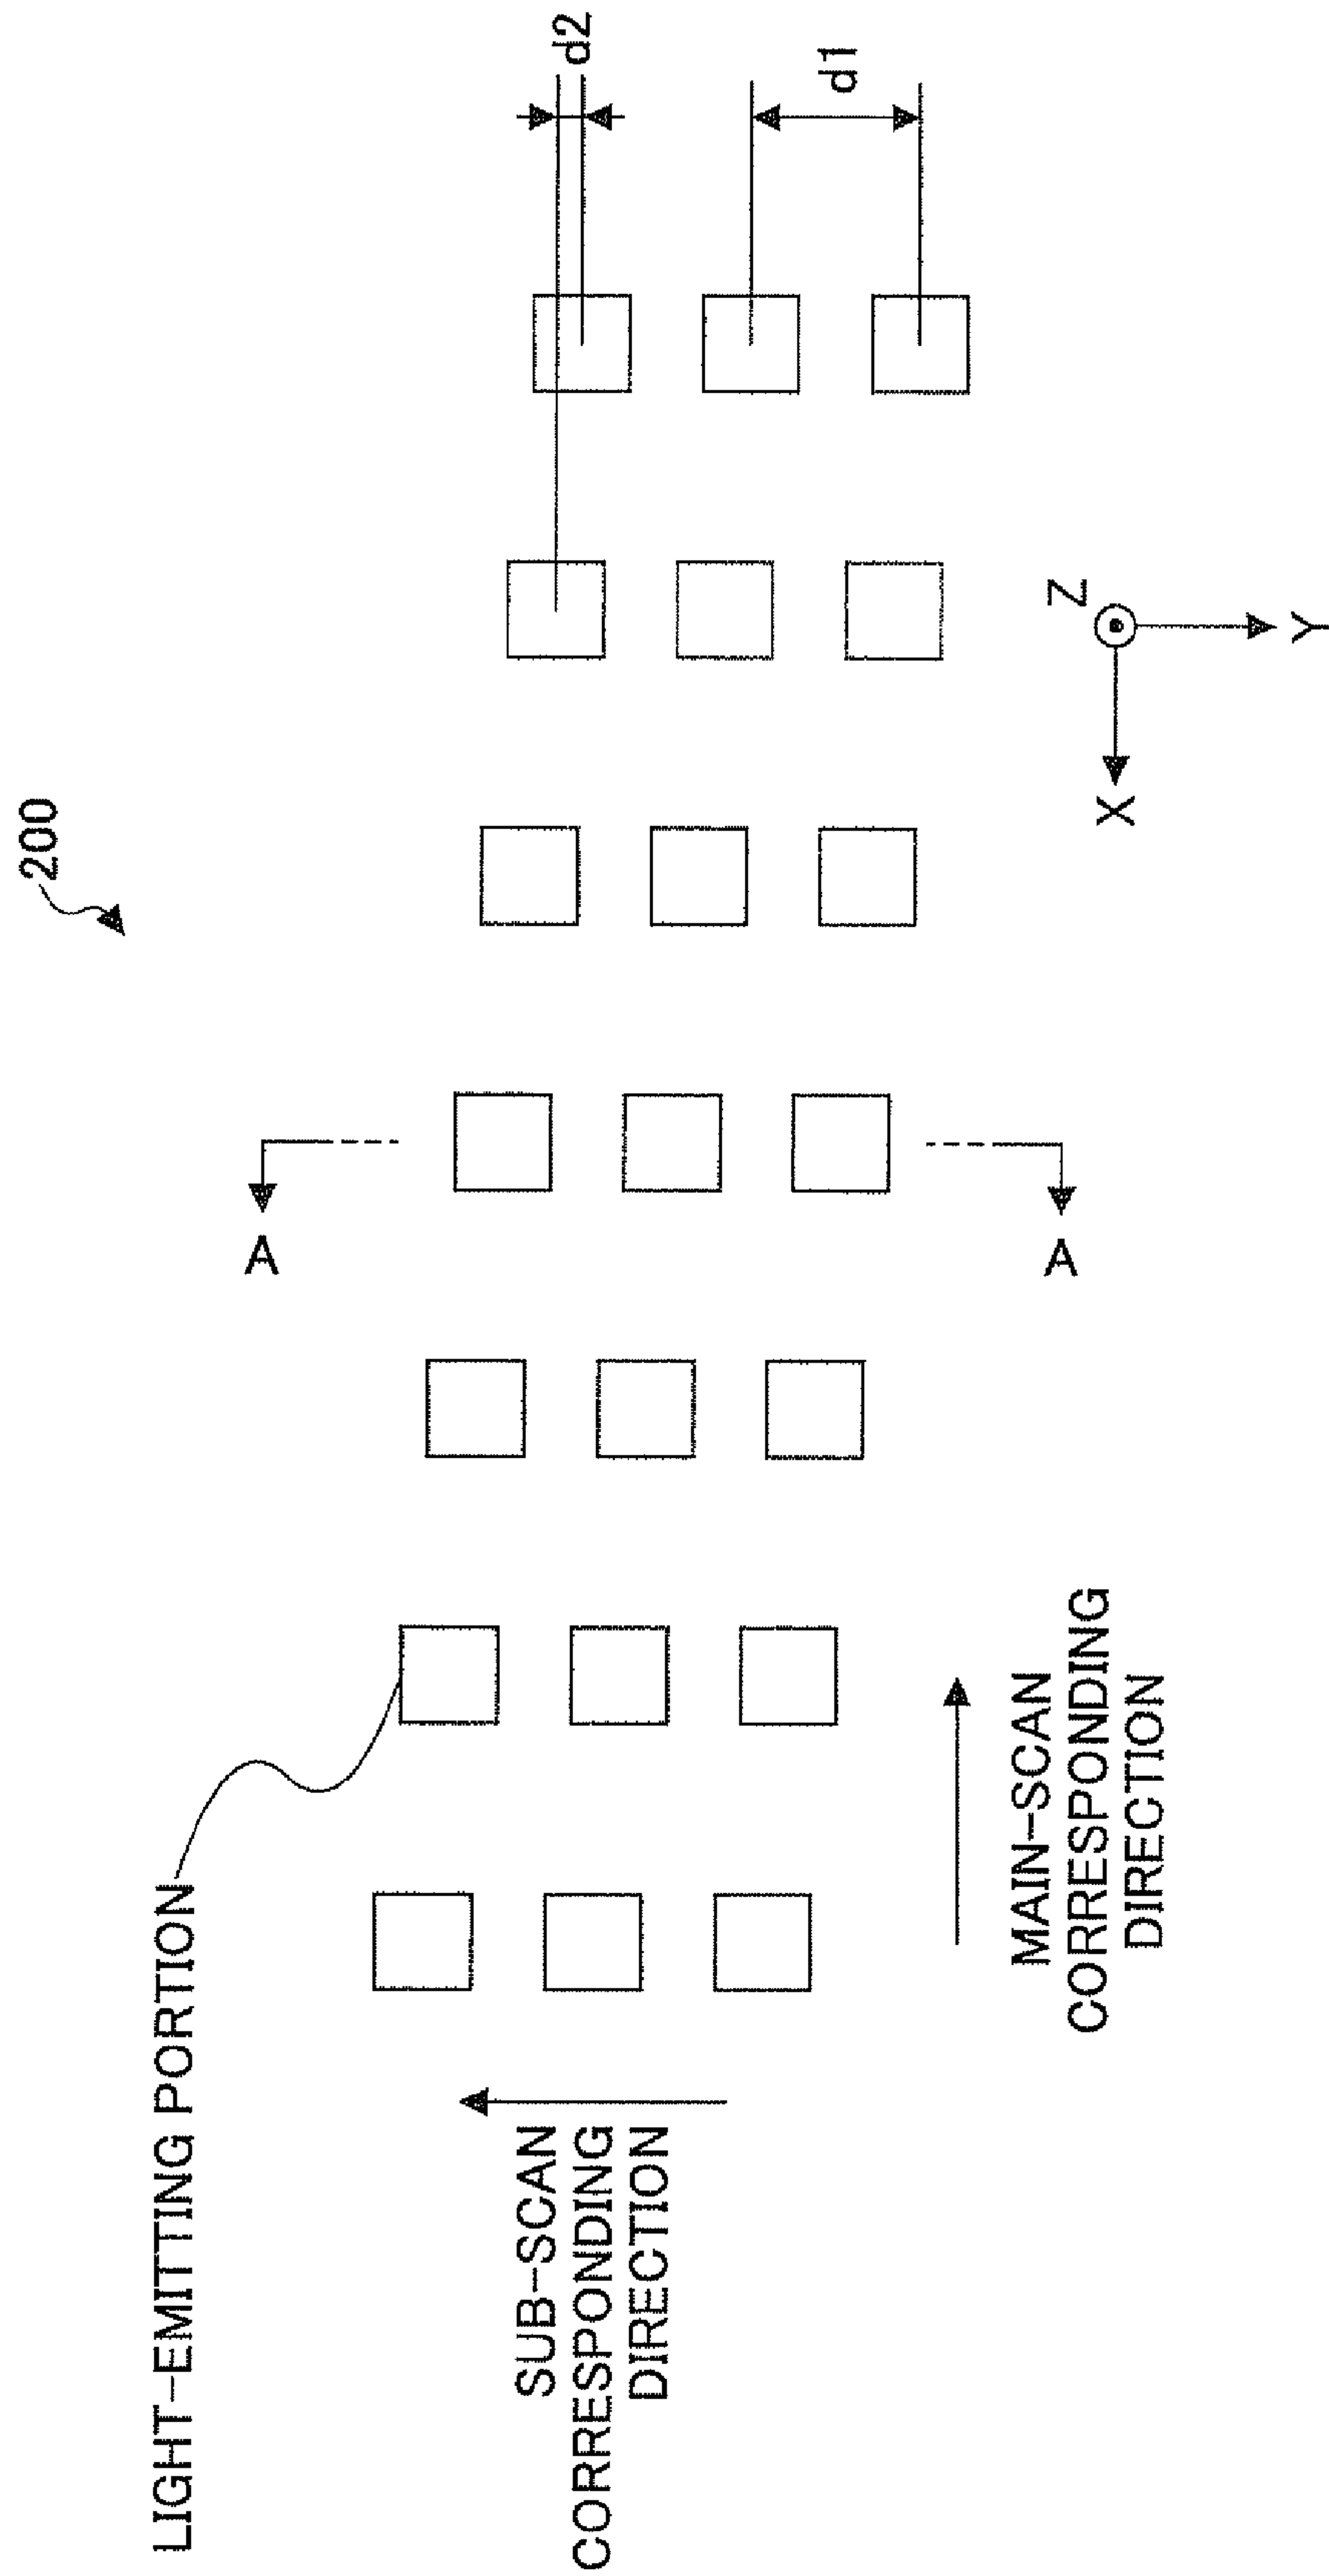 200
LIGHT-EMITTING PORTION
A
A
d2
d1
SUB-SCAN
CORRESPONDING
DIRECTION
MAIN-SCAN
CORRESPONDING
DIRECTION
X
Z
Y